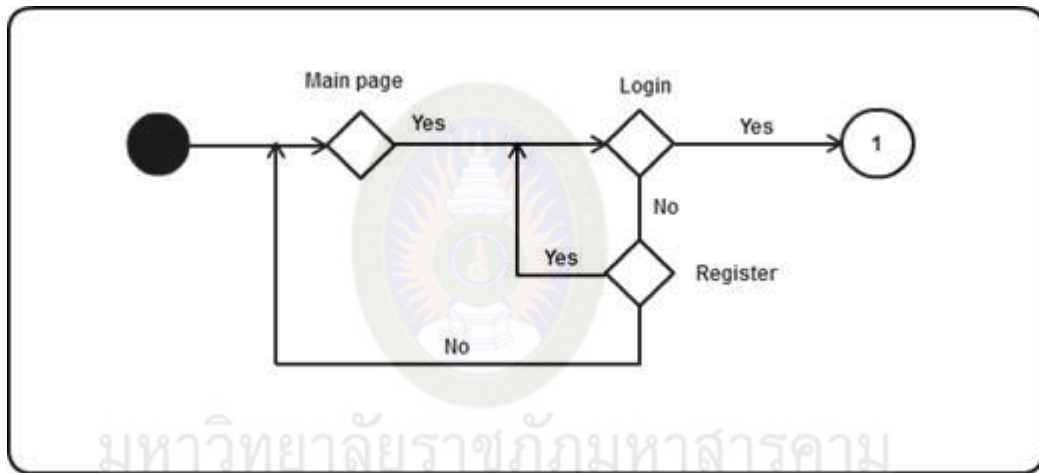 Main page
Login
Yes
Yes
1
No
Yes
Register
No
มหาวิทยาลัยราชภัฏมหาสารคาม